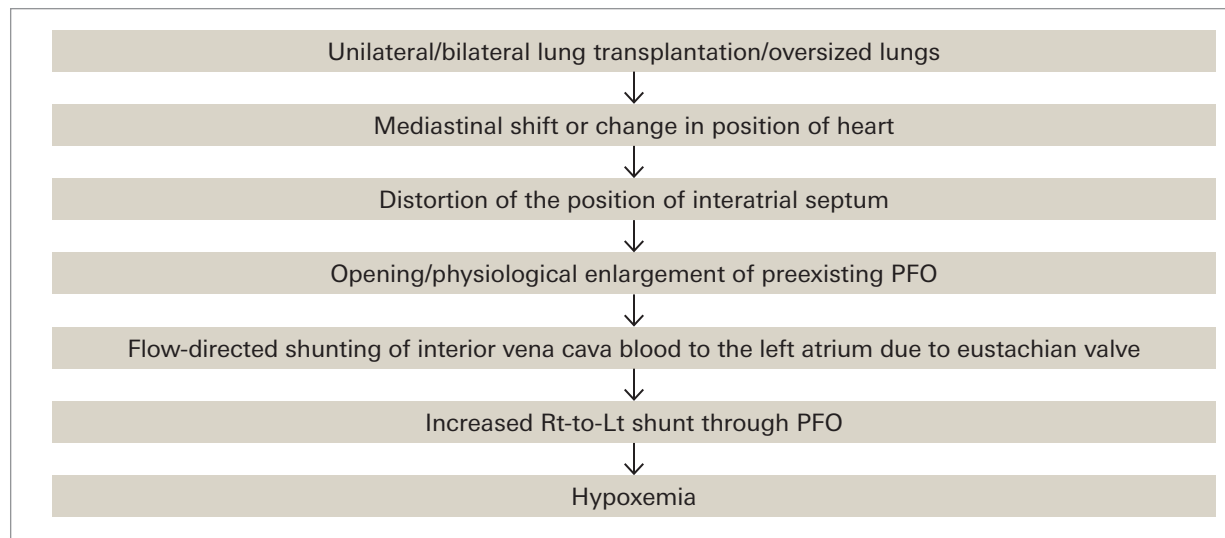 Unilateral/bilateral lung transplantation/oversized lungs
Mediastinal shift or change in position of heart
Distortion of the position of interatrial septum
Opening/physiological enlargement of preexisting PFO
Flow-directed shunting of interior vena cava blood to the left atrium due to eustachian valve
Increased Rt-to-Lt shunt through PFO
Hypoxemia